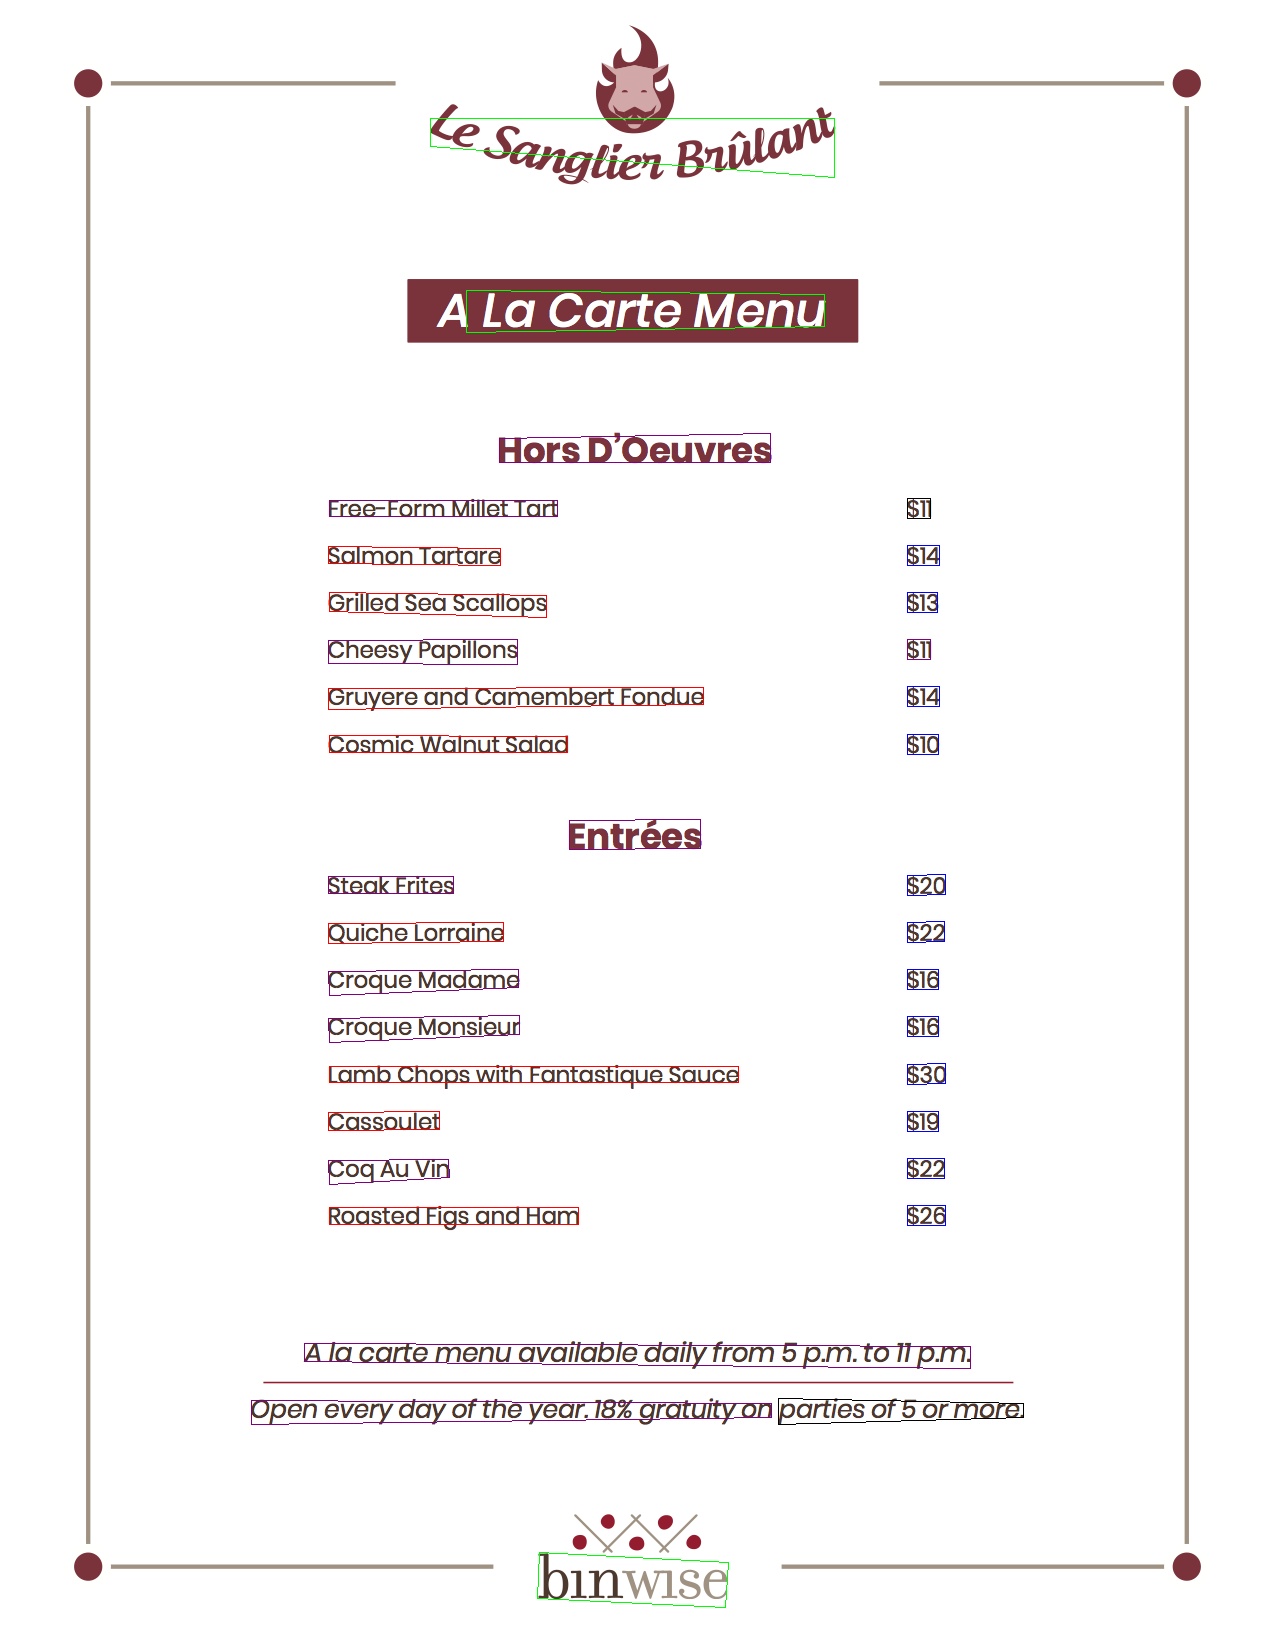 Le Sanglier Brûlant
A La Carte Menu
Hors D'Oeuvres
Free-Form Millet Tart $11
Salmon Tartare $14
Grilled Sea Scallops $13
Cheesy Papillons $11
Gruyere and Camembert Fondue $14
Cosmic Walnut Salad $10
Entrées
Steak Frites $20
Quiche Lorraine $22
Croque Madame $16
Croque Monsieur $16
Lamb Chops with Fantastique Sauce $30
Cassoulet $19
Coq Au Vin $22
Roasted Figs and Ham $26
A la carte menu available daily from 5 p.m. to 11 p.m.
Open every day of the year. 18% gratuity on parties of 5 or more.
binwise